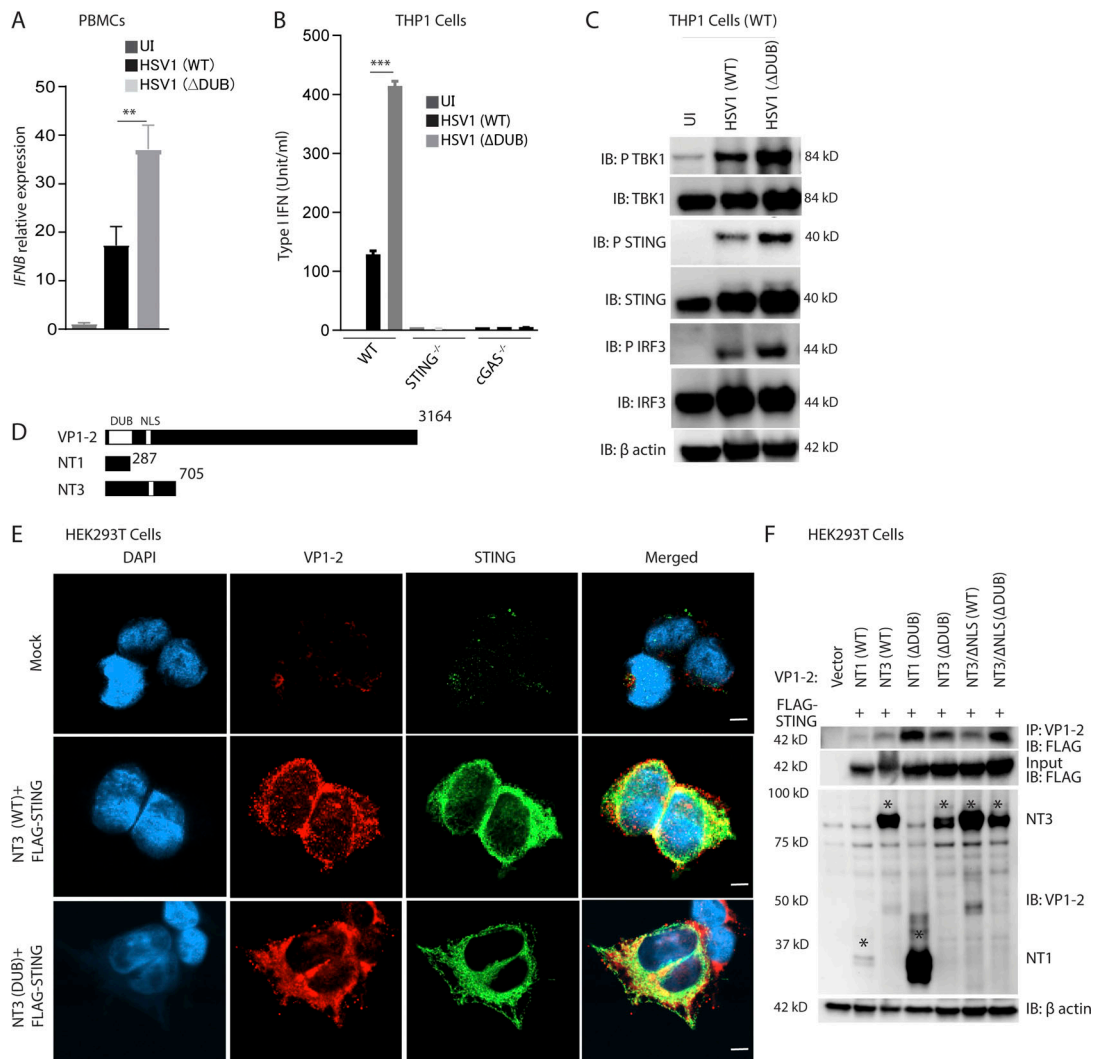 A PBMCs
UI
HSV1 (WT)
HSV1 (△DUB)
**
IFNB relative expression
50
40
30
20
10
0
B THP1 Cells
***
UI
HSV1 (WT)
HSV1 (△DUB)
Type I IFN (Unit/ml)
500
400
300
200
100
0
WT
STING-/-
cGAS-/-
C THP1 Cells (WT)
UI
HSV1 (WT)
HSV1 (ΔDUB)
IB: P TBK1 84 kD
IB: TBK1 84 kD
IB: P STING 40 kD
IB: STING 40 kD
IB: P IRF3 44 kD
IB: IRF3 44 kD
IB: β actin 42 kD
D
DUB NLS 3164
VP1-2
NT1 287
NT3 705
E HEK293T Cells
DAPI VP1-2 STING Merged
Mock
NT3 (WT)+
FLAG-STING
NT3 (DUB)+
FLAG-STING
F HEK293T Cells
VP1-2:
Vector
NT1 (WT)
NT3 (WT)
NT1 (ΔDUB)
NT3 (ΔDUB)
NT3/ΔNLS (WT)
NT3/ΔNLS (ΔDUB)
FLAG-
STING
+ + + + + +
42 kD IP: VP1-2
IB: FLAG
42 kD Input
IB: FLAG
100 kD
* * * *
NT3
75 kD
50 kD
IB: VP1-2
37 kD
* *
NT1
42 kD IB: β actin